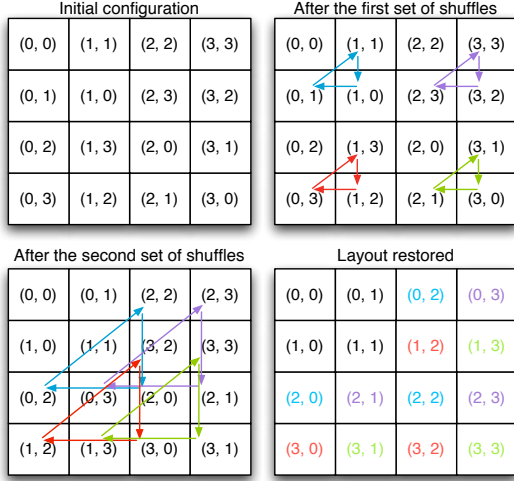 Initial configuration
(0, 0) (1, 1) (2, 2) (3, 3)
(0, 1) (1, 0) (2, 3) (3, 2)
(0, 2) (1, 3) (2, 0) (3, 1)
(0, 3) (1, 2) (2, 1) (3, 0)
After the first set of shuffles
(0, 0) (1, 1) (2, 2) (3, 3)
(0, 1) (1, 0) (2, 3) (3, 2)
(0, 2) (1, 3) (2, 0) (3, 1)
(0, 3) (1, 2) (2, 1) (3, 0)
After the second set of shuffles
(0, 0) (0, 1) (2, 2) (2, 3)
(1, 0) (1, 1) (3, 2) (3, 3)
(0, 2) (0, 3) (2, 0) (2, 1)
(1, 2) (1, 3) (3, 0) (3, 1)
Layout restored
(0, 0) (0, 1) (0, 2) (0, 3)
(1, 0) (1, 1) (1, 2) (1, 3)
(2, 0) (2, 1) (2, 2) (2, 3)
(3, 0) (3, 1) (3, 2) (3, 3)